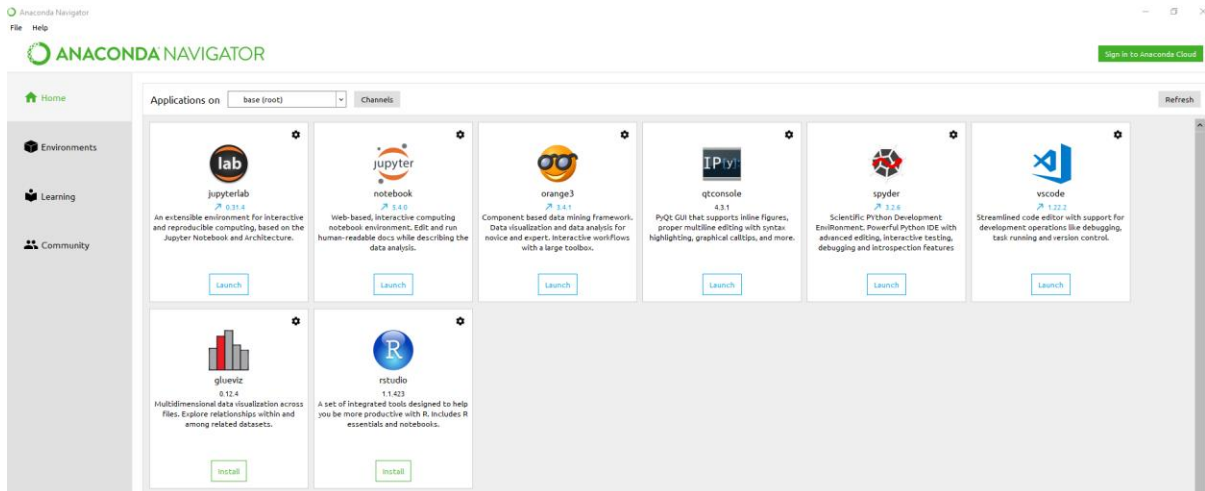 Anaconda Navigator
File Help
ANACONDA NAVIGATOR
Sign in to Anaconda Cloud
Home
Applications on base (root) Channels
Refresh
Environments
Learning
Community
lab
jupyterlab
0.31.4
An extensible environment for interactive
and reproducible computing, based on the
Jupyter Notebook and Architecture.
Launch
jupyter
notebook
5.4.0
Web-based, interactive computing
notebook environment. Edit and run
human-readable docs while describing the
data analysis.
Launch
orange3
3.4.1
Component based data mining framework.
Data visualization and data analysis for
novice and expert. Interactive workflows
with a large toolbox.
Launch
IP[y]:
qtconsole
4.3.1
PyQt GUI that supports inline figures,
proper multiline editing with syntax
highlighting, graphical calltips, and more.
Launch
spyder
3.2.6
Scientific PYthon Development
EnviRonment. Powerful Python IDE with
advanced editing, interactive testing,
debugging and introspection features
Launch
vscode
1.22.2
Streamlined code editor with support for
development operations like debugging,
task running and version control.
Launch
glueviz
0.12.4
Multidimensional data visualization across
files. Explore relationships within and
among related datasets.
Install
R
rstudio
1.1.423
A set of integrated tools designed to help
you be more productive with R. Includes R
essentials and notebooks.
Install